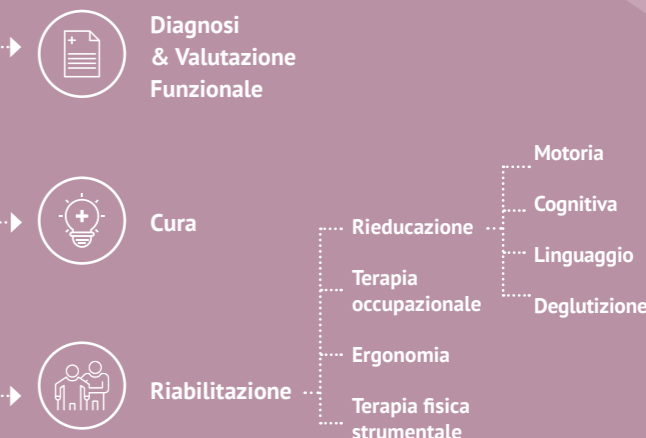 Diagnosi
& Valutazione
Funzionale
Cura
Riabilitazione
Rieducazione
Terapia
occupazionale
Ergonomia
Terapia fisica
strumentale
Motoria
Cognitiva
Linguaggio
Deglutizione